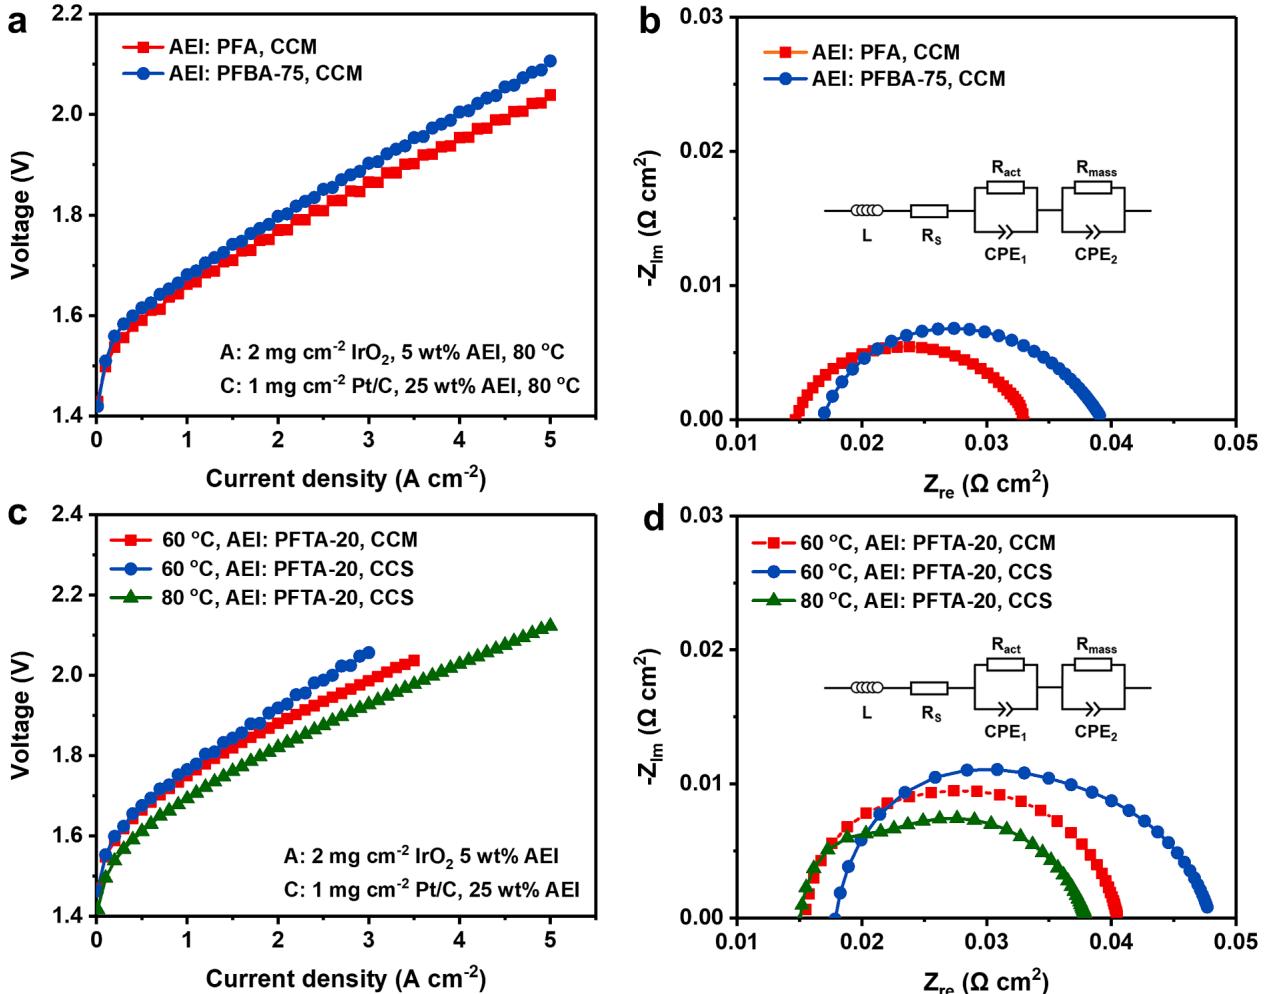 a
2.2
2.0
1.8
1.6
1.4
Voltage (V)
AEI: PFA, CCM
AEI: PFBA-75, CCM
A: 2 mg cm⁻² IrO₂, 5 wt% AEI, 80 ᵒC
C: 1 mg cm⁻² Pt/C, 25 wt% AEI, 80 ᵒC
0 1 2 3 4 5
Current density (A cm⁻²)
b
0.03
0.02
0.01
0.00
-Z_Im (Ω cm²)
AEI: PFA, CCM
AEI: PFBA-75, CCM
R_act R_mass
L R_S CPE₁ CPE₂
0.01 0.02 0.03 0.04 0.05
Z_re (Ω cm²)
c
2.4
2.2
2.0
1.8
1.6
1.4
Voltage (V)
60 ᵒC, AEI: PFTA-20, CCM
60 ᵒC, AEI: PFTA-20, CCS
80 ᵒC, AEI: PFTA-20, CCS
A: 2 mg cm⁻² IrO₂ 5 wt% AEI
C: 1 mg cm⁻² Pt/C, 25 wt% AEI
0 1 2 3 4 5
Current density (A cm⁻²)
d
0.03
0.02
0.01
0.00
-Z_Im (Ω cm²)
60 ᵒC, AEI: PFTA-20, CCM
60 ᵒC, AEI: PFTA-20, CCS
80 ᵒC, AEI: PFTA-20, CCS
R_act R_mass
L R_S CPE₁ CPE₂
0.01 0.02 0.03 0.04 0.05
Z_re (Ω cm²)